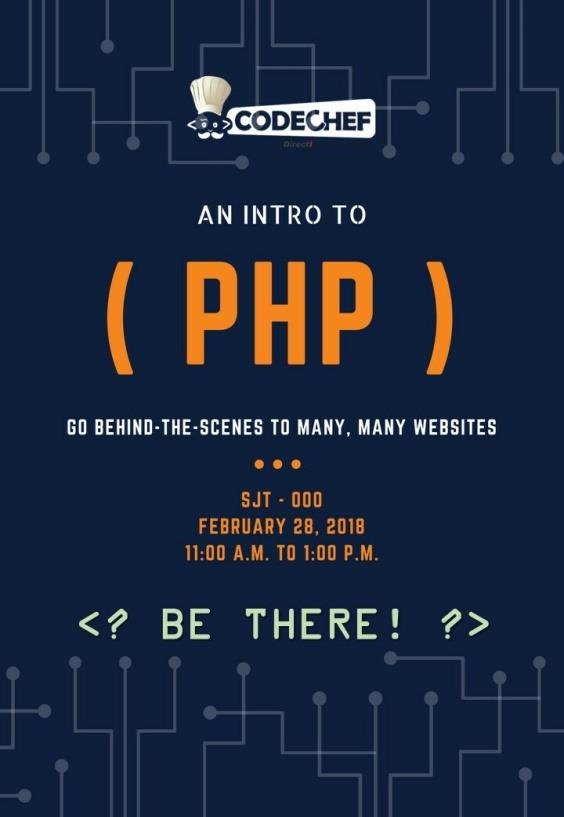 CODECHEF
Directi
AN INTRO TO
( PHP )
GO BEHIND-THE-SCENES TO MANY, MANY WEBSITES
SJT - 000
FEBRUARY 28, 2018
11:00 A.M. TO 1:00 P.M.
<? BE THERE! ?>